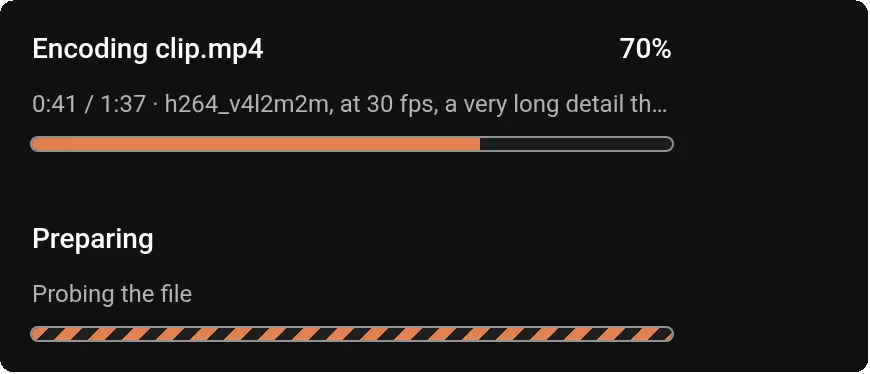 Encoding clip.mp4 70%
0:41 / 1:37 · h264_v4l2m2m, at 30 fps, a very long detail th…
Preparing
Probing the file